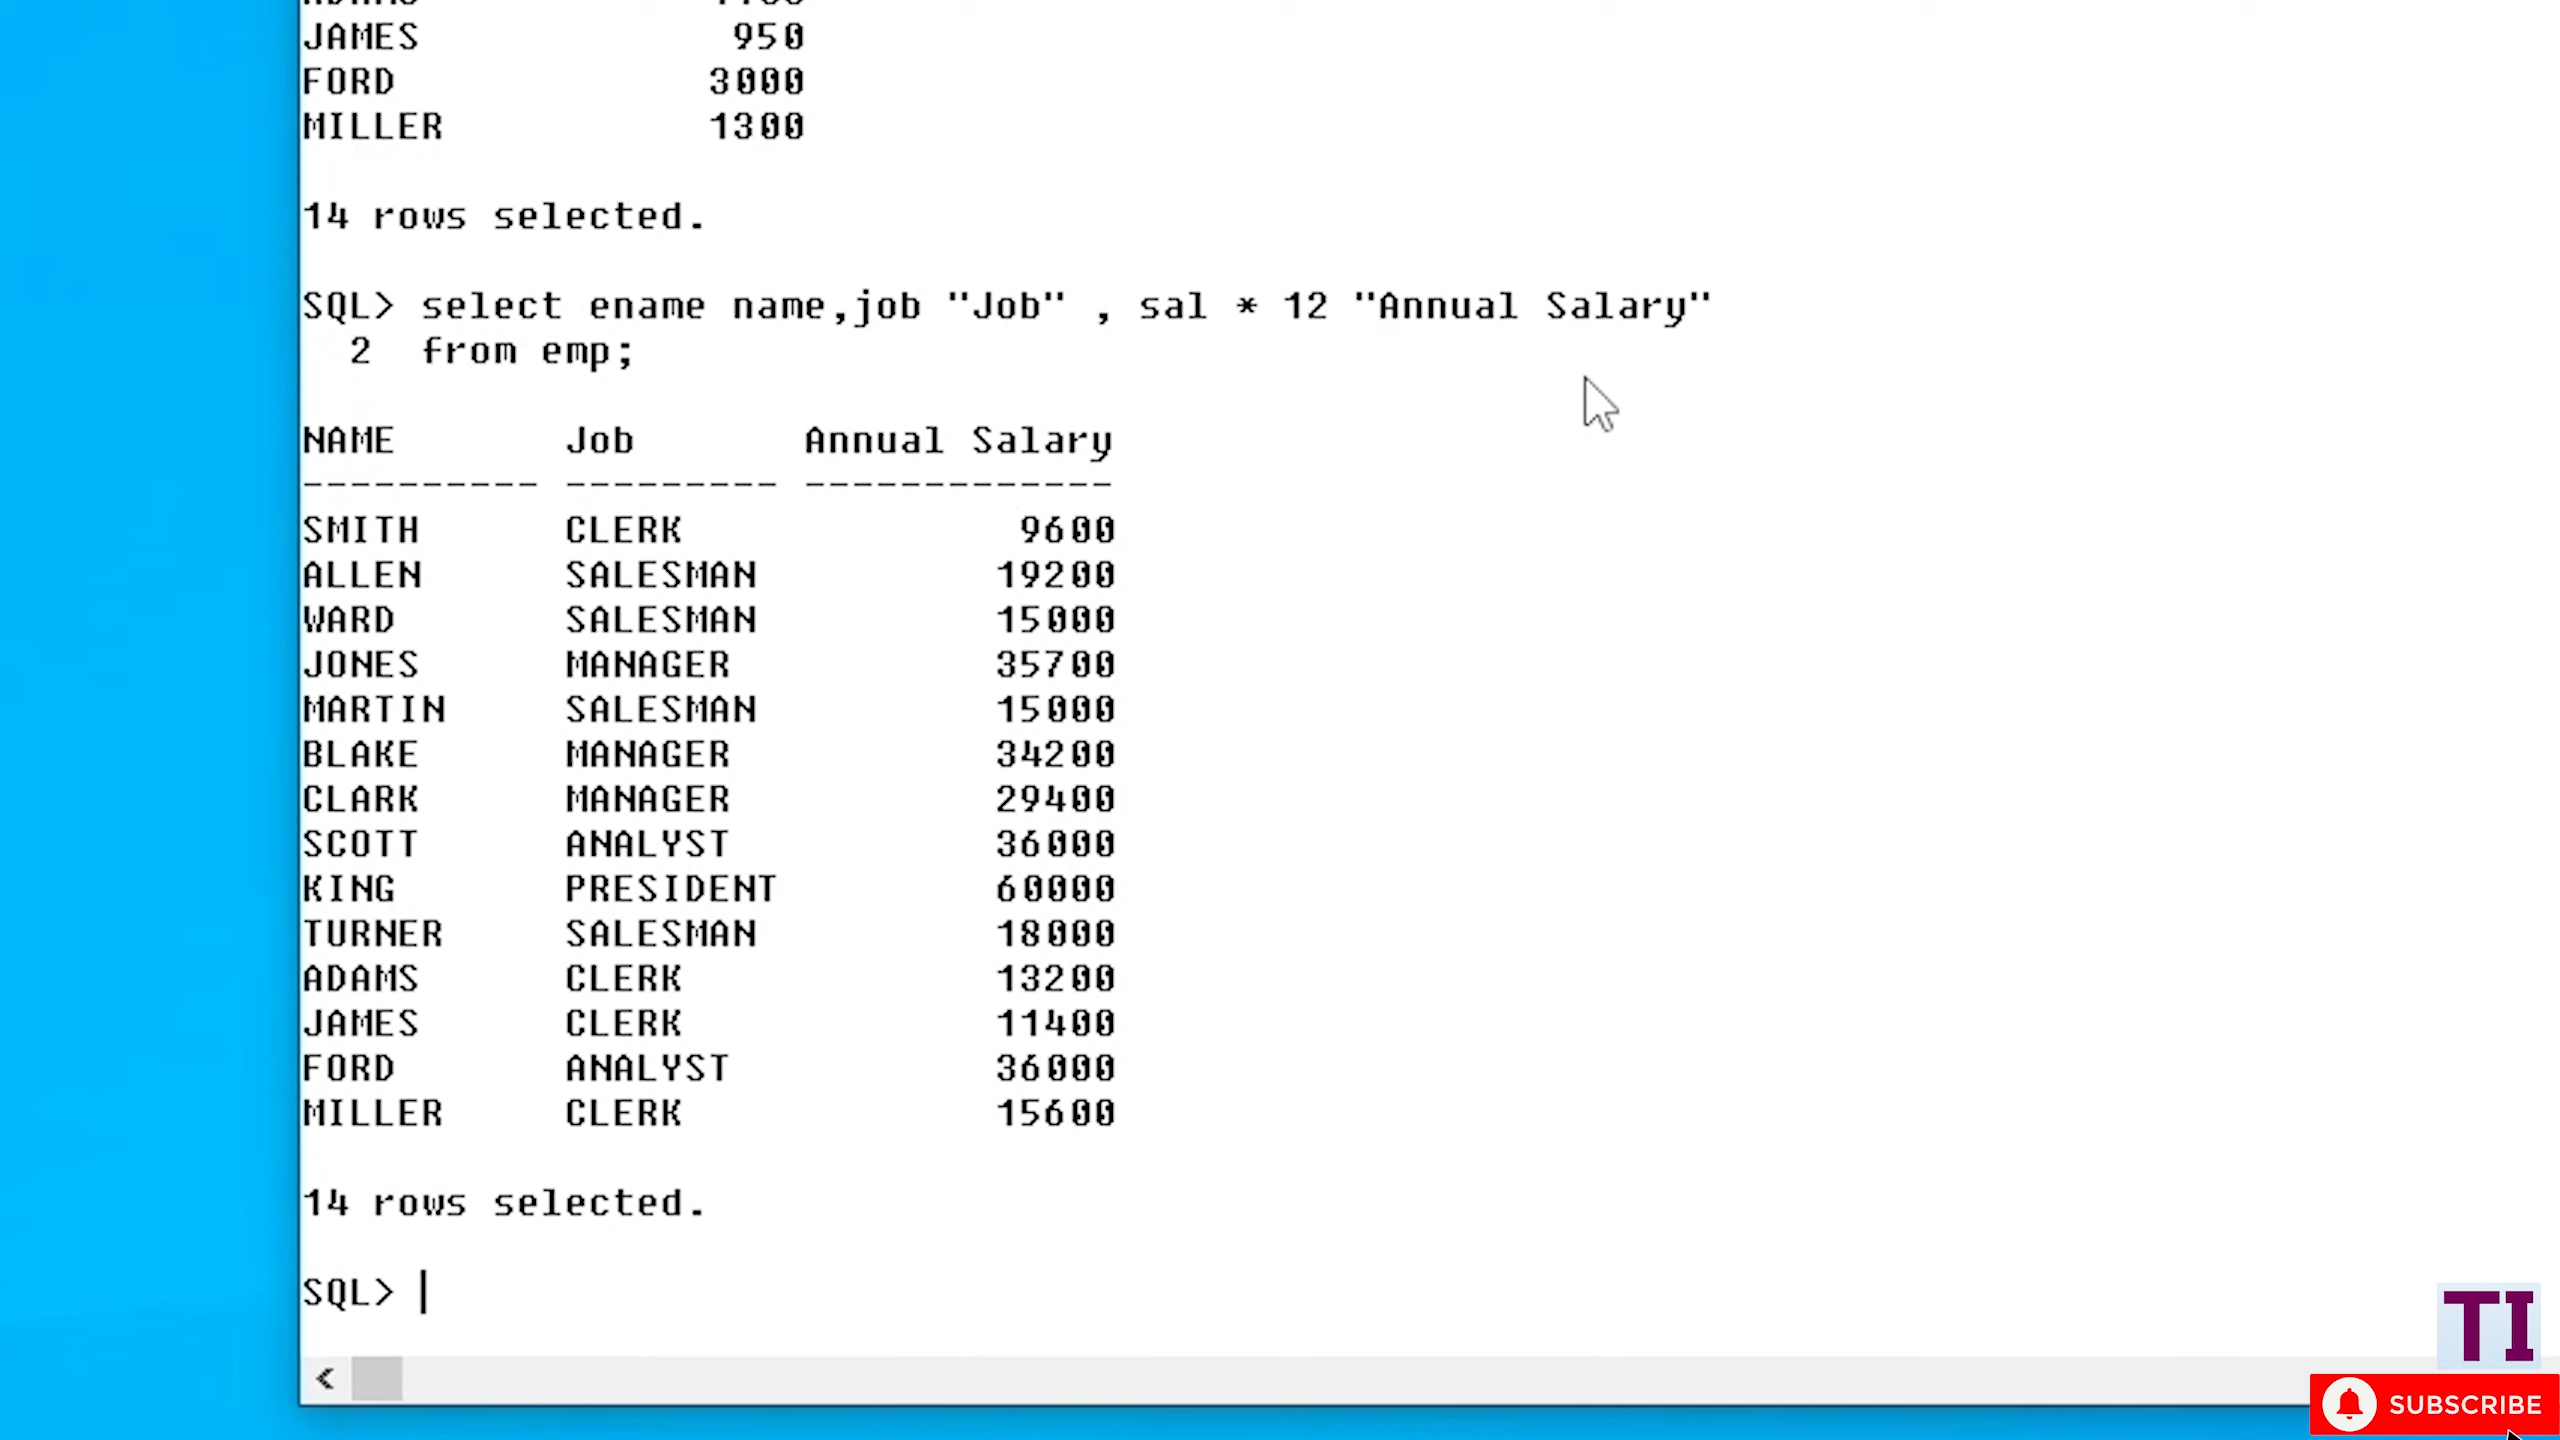 JAMES 950
FORD 3000
MILLER 1300
14 rows selected.
SQL> select ename name,job "Job" , sal * 12 "Annual Salary"
2 from emp;
NAME Job Annual Salary
---------- --------- -------------
SMITH CLERK 9600
ALLEN SALESMAN 19200
WARD SALESMAN 15000
JONES MANAGER 35700
MARTIN SALESMAN 15000
BLAKE MANAGER 34200
CLARK MANAGER 29400
SCOTT ANALYST 36000
KING PRESIDENT 60000
TURNER SALESMAN 18000
ADAMS CLERK 13200
JAMES CLERK 11400
FORD ANALYST 36000
MILLER CLERK 15600
14 rows selected.
SQL>
TI
SUBSCRIBE